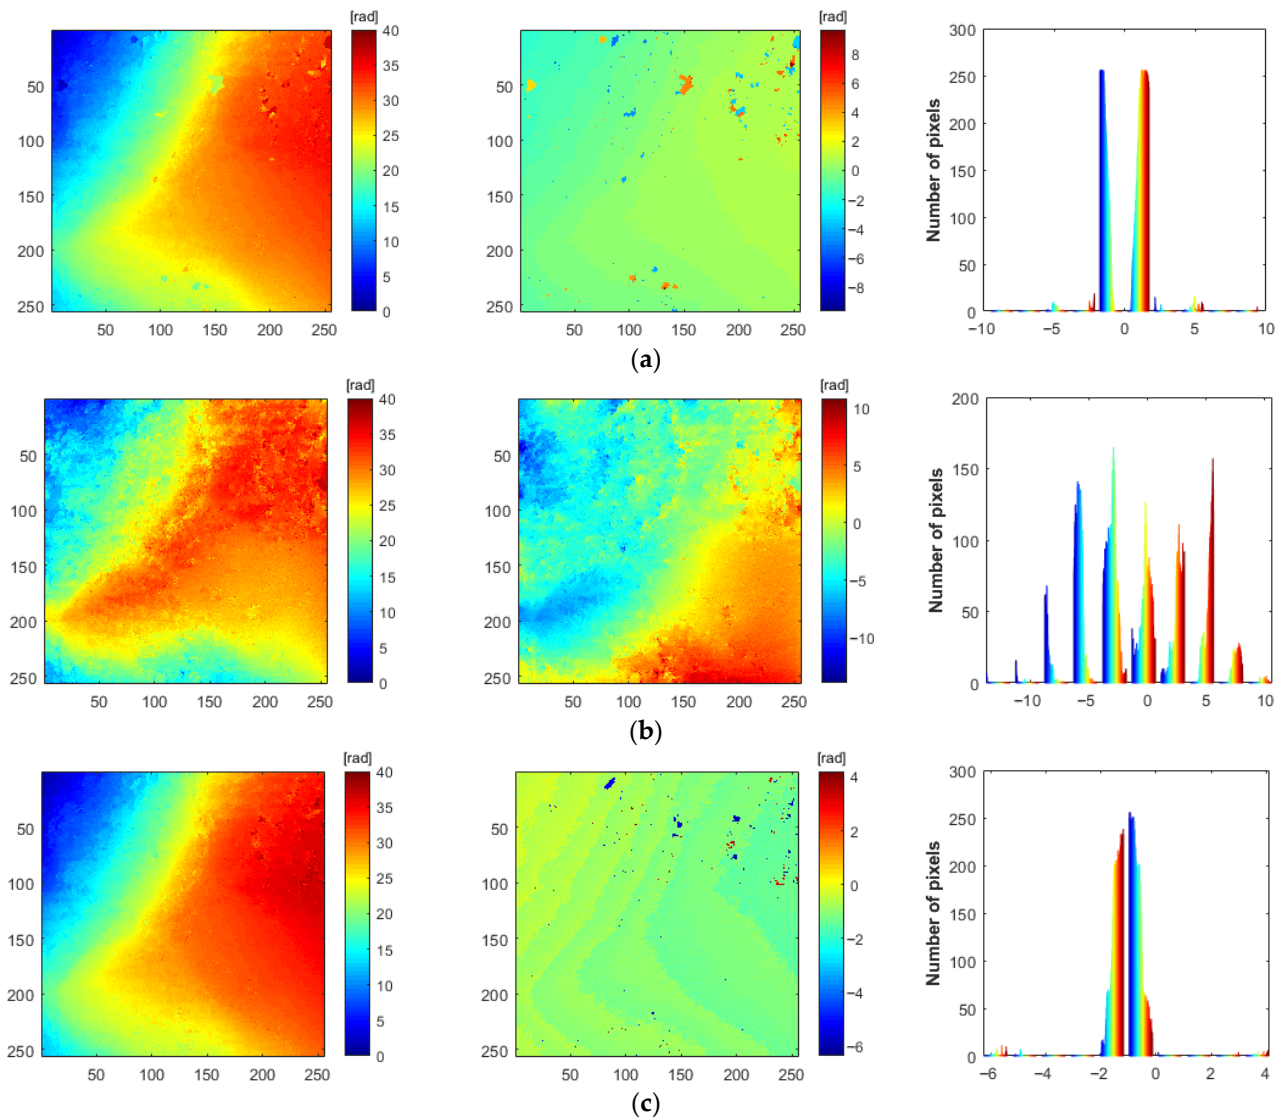 [rad] [rad]
40 300
50 35 50 8 250
30 6
100 25 100 4 200
2
150 20 150 0 150
15 −2
200 10 200 −4 100
−6
250 5 250 −8 50
0 0
50 100 150 200 250 50 100 150 200 250 −10 −5 0 5 10
Number of pixels
(a)
[rad] [rad]
40 10 200
50 35 50
30 5 150
100 100
25 0
150 20 150 100
15 −5
200 10 200 50
5 −10
250 0 250 0
50 100 150 200 250 50 100 150 200 250 −10 −5 0 5 10
Number of pixels
(b)
[rad] [rad]
40 4 300
50 35 50 250
30 2
100 25 100 200
0
150 20 150 150
15 −2
200 10 200 100
−4
250 5 250 50
0 −6 0
50 100 150 200 250 50 100 150 200 250 −6 −4 −2 0 2 4
Number of pixels
(c)